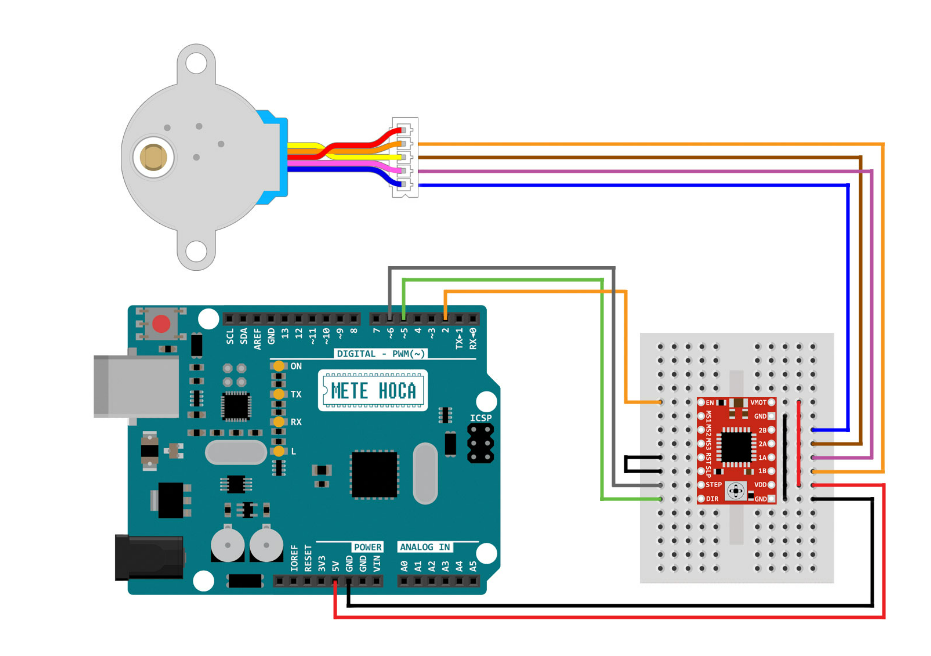 SCL
SDA
AREF
GND
13
12
~11
~10
~9
8
7
~6
~5
4
~3
2
TX►1
RX◄0
DIGITAL - PWM(~)
ON
TX
RX
L
METE HOCA
ICSP
EN
MS1
MS2
MS3
RST
SLP
STEP
DIR
VMOT
GND
2B
2A
1A
1B
VDD
GND
POWER
ANALOG IN
IOREF
RESET
3V3
5V
GND
GND
VIN
A0
A1
A2
A3
A4
A5